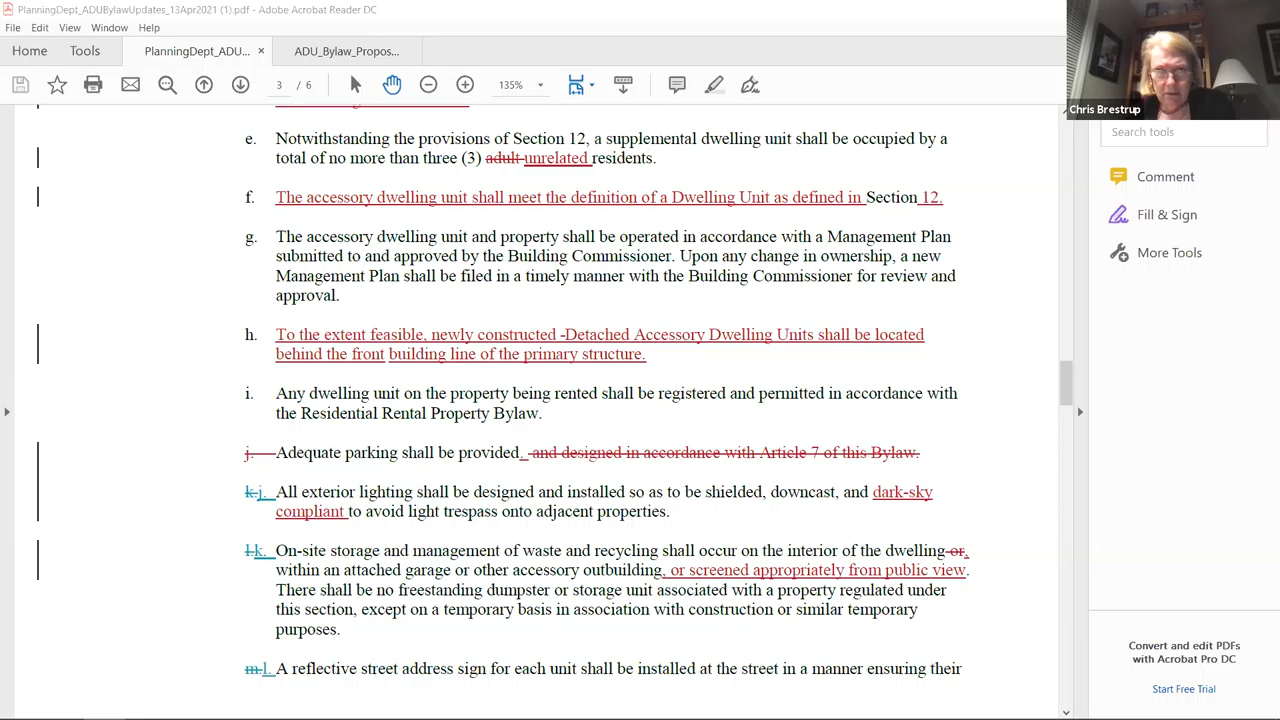 PlanningDept_ADUBylawUpdates_13Apr2021 (1).pdf - Adobe Acrobat Reader DC
File Edit View Window Help
Home Tools PlanningDept_ADU... × ADU_Bylaw_Propos...
3 / 6 135%
Chris Brestrup
Search tools
Comment
Fill & Sign
More Tools
e. Notwithstanding the provisions of Section 12, a supplemental dwelling unit shall be occupied by a
total of no more than three (3) adult unrelated residents.
f. The accessory dwelling unit shall meet the definition of a Dwelling Unit as defined in Section 12.
g. The accessory dwelling unit and property shall be operated in accordance with a Management Plan
submitted to and approved by the Building Commissioner. Upon any change in ownership, a new
Management Plan shall be filed in a timely manner with the Building Commissioner for review and
approval.
h. To the extent feasible, newly constructed -Detached Accessory Dwelling Units shall be located
behind the front building line of the primary structure.
i. Any dwelling unit on the property being rented shall be registered and permitted in accordance with
the Residential Rental Property Bylaw.
j. Adequate parking shall be provided. and designed in accordance with Article 7 of this Bylaw.
k.j. All exterior lighting shall be designed and installed so as to be shielded, downcast, and dark-sky
compliant to avoid light trespass onto adjacent properties.
l.k. On-site storage and management of waste and recycling shall occur on the interior of the dwelling or,
within an attached garage or other accessory outbuilding, or screened appropriately from public view.
There shall be no freestanding dumpster or storage unit associated with a property regulated under
this section, except on a temporary basis in association with construction or similar temporary
purposes.
m.l. A reflective street address sign for each unit shall be installed at the street in a manner ensuring their
Convert and edit PDFs
with Acrobat Pro DC
Start Free Trial